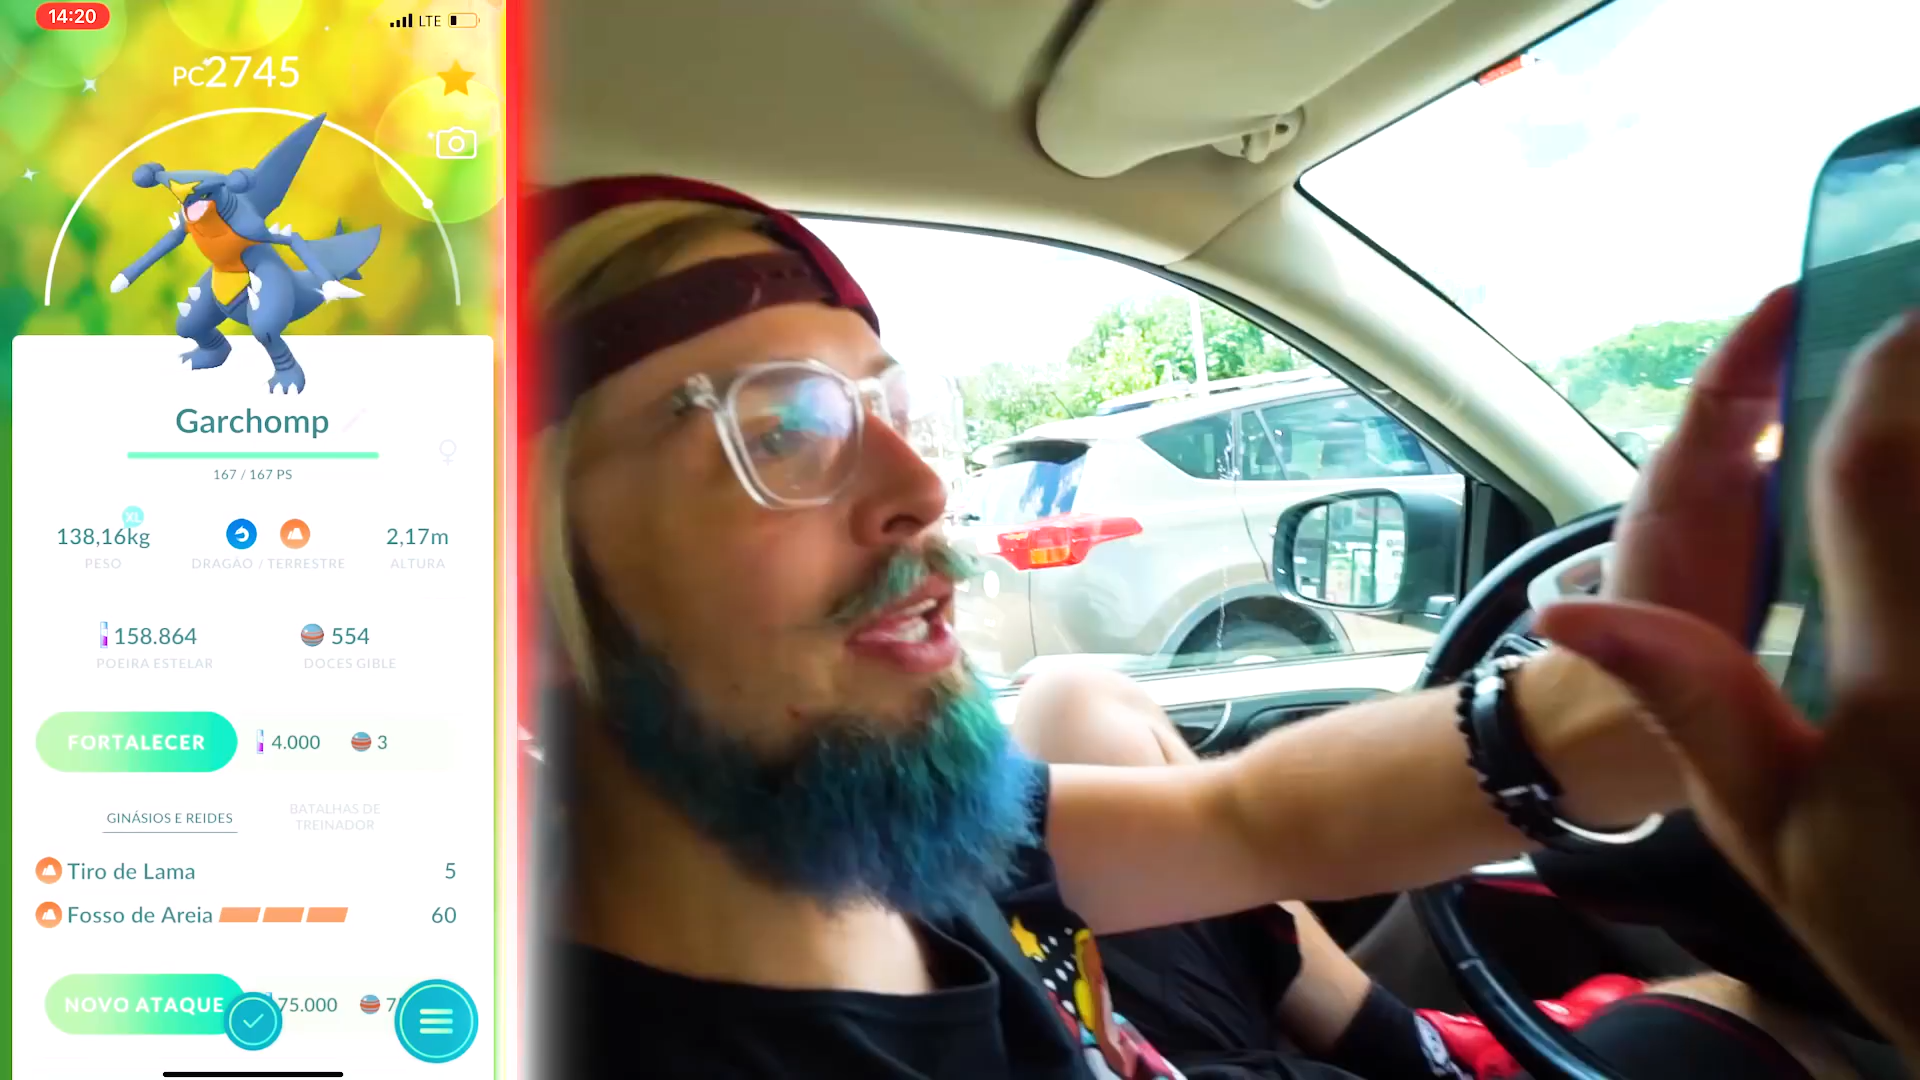 14:20
LTE
PC2745
Garchomp
167 / 167 PS
XL
138,16kg
2,17m
PESO
DRAGAO / TERRESTRE
ALTURA
158.864
554
POEIRA ESTELAR
DOCES GIBLE
FORTALECER
4.000
3
GINÁSIOS E REIDES
BATALHAS DE
TREINADOR
Tiro de Lama
5
Fosso de Areia
60
NOVO ATAQUE
75.000